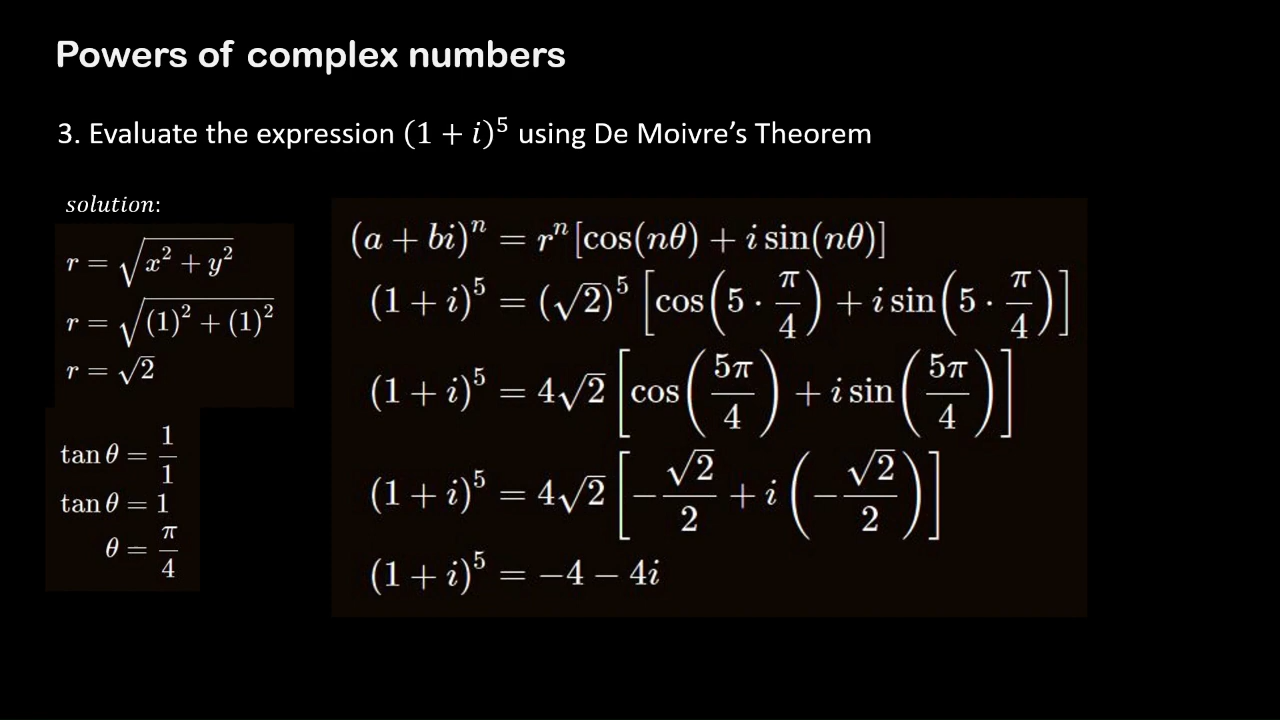 Powers of complex numbers
3. Evaluate the expression (1 + i)⁵ using De Moivre’s Theorem
solution:
r = √(x² + y²)
r = √((1)² + (1)²)
r = √2
tan θ = 1/1
tan θ = 1
θ = π/4
(a + bi)ⁿ = rⁿ [cos(nθ) + i sin(nθ)]
(1 + i)⁵ = (√2)⁵ [cos(5 · π/4) + i sin(5 · π/4)]
(1 + i)⁵ = 4√2 [cos(5π/4) + i sin(5π/4)]
(1 + i)⁵ = 4√2 [−√2/2 + i (−√2/2)]
(1 + i)⁵ = −4 − 4i